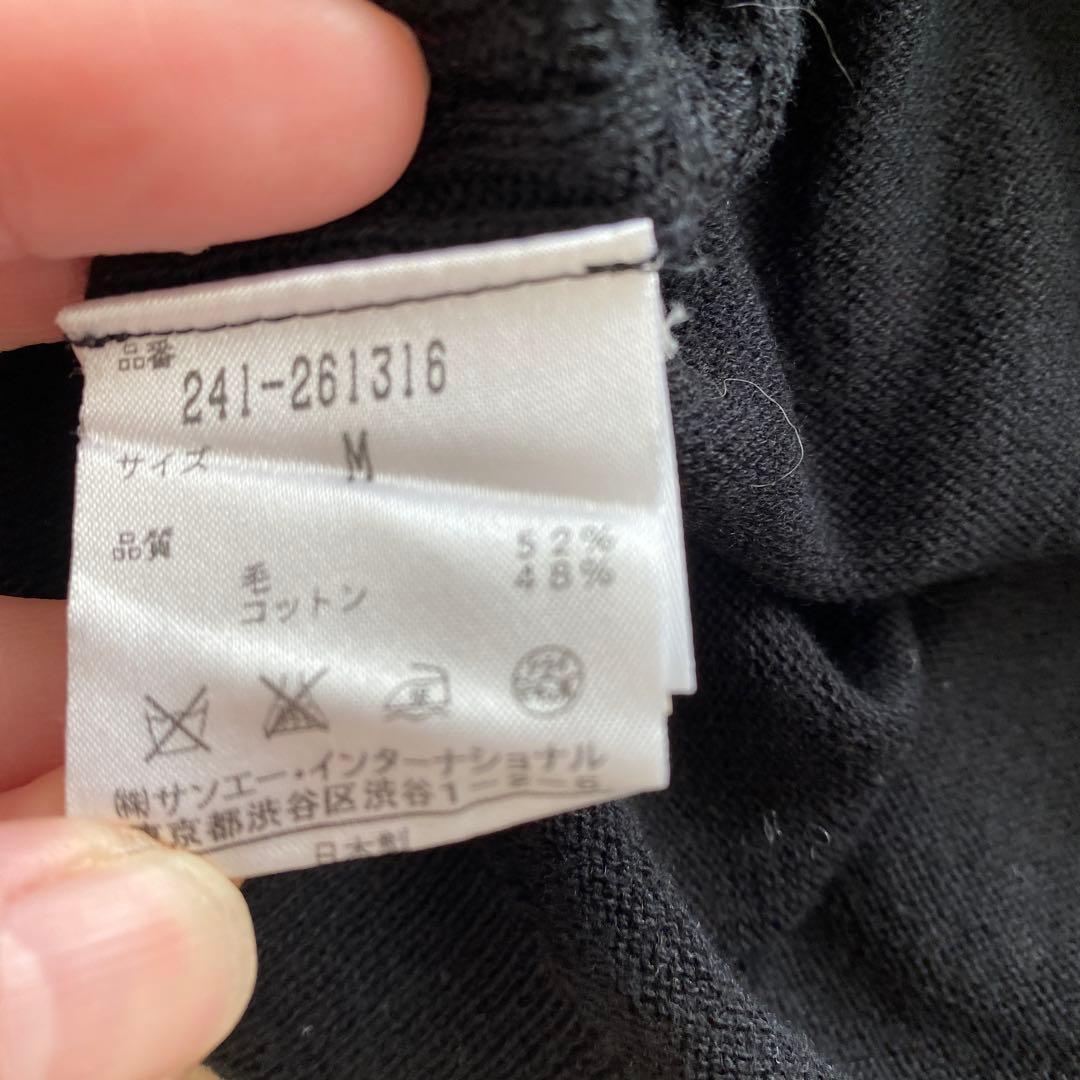 品番
241-261316
サイズ M
品質
毛 52%
コットン 48%
㈱サンエー・インターナショナル
東京都渋谷区渋谷1-2-5
日本製